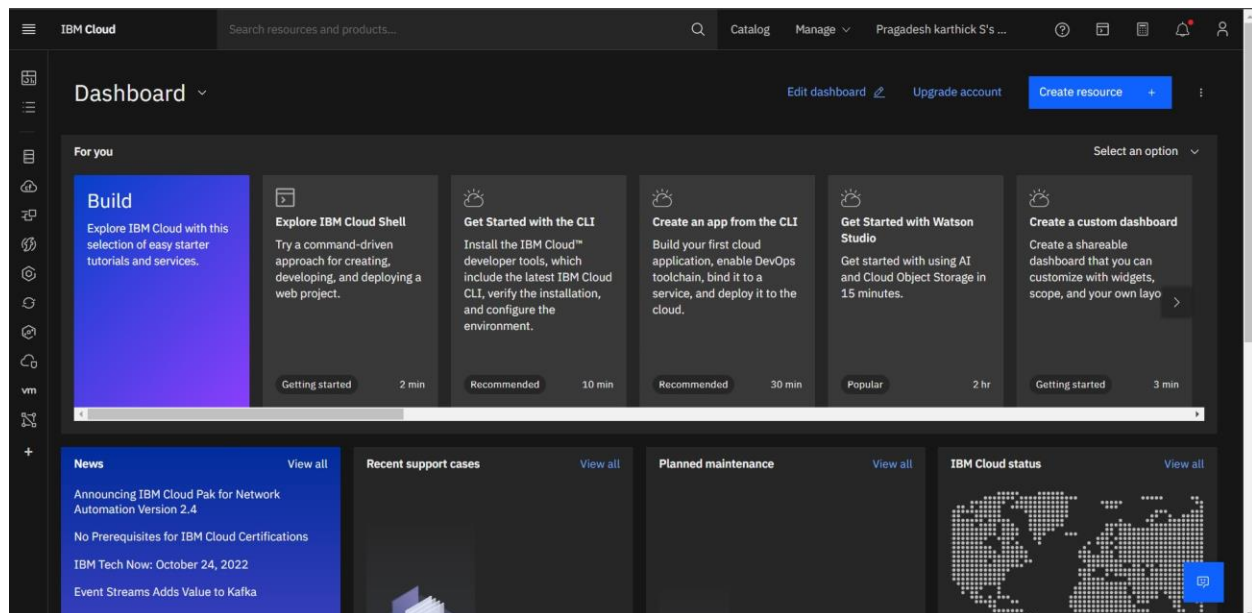 IBM Cloud
Search resources and products...
Catalog
Manage
Pragadesh karthick S's ...
Dashboard
Edit dashboard
Upgrade account
Create resource +
For you
Select an option
Build
Explore IBM Cloud with this
selection of easy starter
tutorials and services.
Explore IBM Cloud Shell
Try a command-driven
approach for creating,
developing, and deploying a
web project.
Getting started
2 min
Get Started with the CLI
Install the IBM Cloud™
developer tools, which
include the latest IBM Cloud
CLI, verify the installation,
and configure the
environment.
Recommended
10 min
Create an app from the CLI
Build your first cloud
application, enable DevOps
toolchain, bind it to a
service, and deploy it to the
cloud.
Recommended
30 min
Get Started with Watson
Studio
Get started with using AI
and Cloud Object Storage in
15 minutes.
Popular
2 hr
Create a custom dashboard
Create a shareable
dashboard that you can
customize with widgets,
scope, and your own layo
Getting started
3 min
vm
News
View all
Announcing IBM Cloud Pak for Network
Automation Version 2.4
No Prerequisites for IBM Cloud Certifications
IBM Tech Now: October 24, 2022
Event Streams Adds Value to Kafka
Recent support cases
View all
Planned maintenance
View all
IBM Cloud status
View all